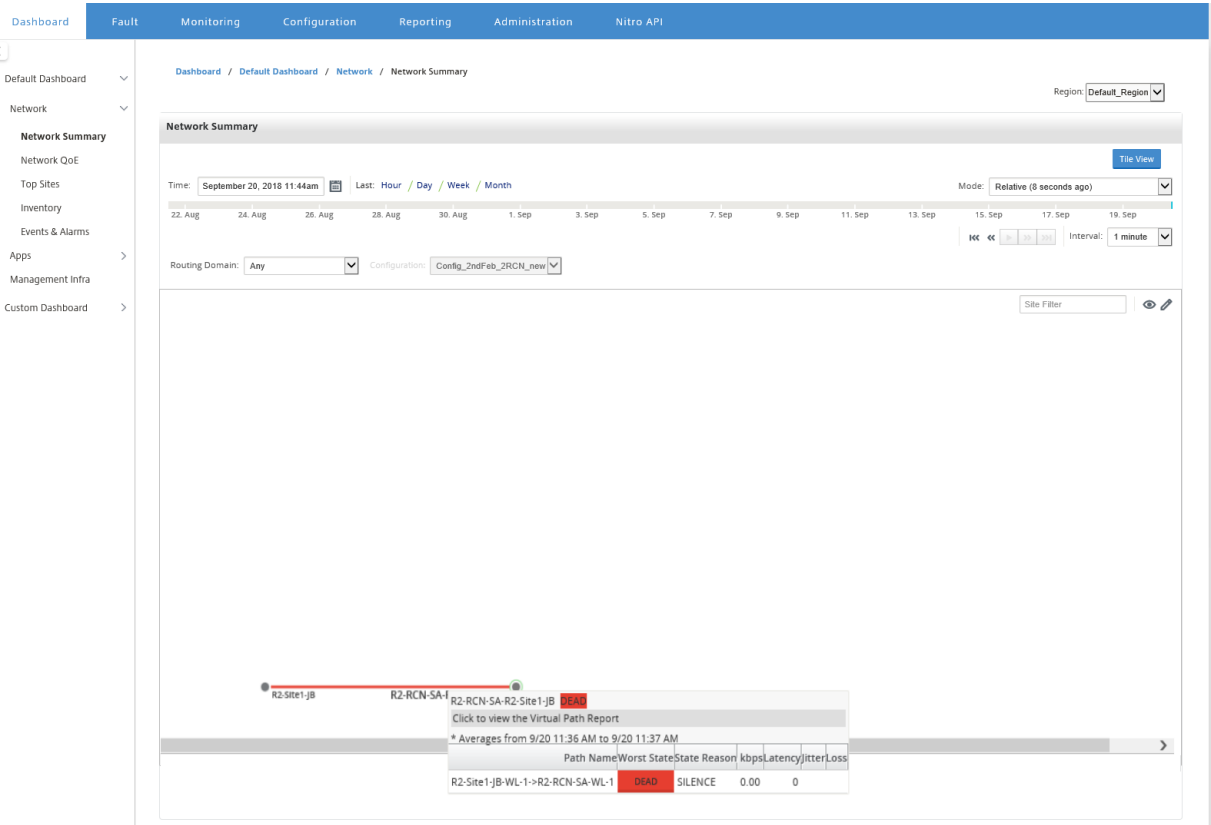 Dashboard Fault Monitoring Configuration Reporting Administration Nitro API
Default Dashboard
Network
Network Summary
Network QoE
Top Sites
Inventory
Events & Alarms
Apps
Management Infra
Custom Dashboard
Dashboard / Default Dashboard / Network / Network Summary
Region: Default_Region
Network Summary
Tile View
Time: September 20, 2018 11:44am Last: Hour / Day / Week / Month Mode: Relative (8 seconds ago)
22. Aug 24. Aug 26. Aug 28. Aug 30. Aug 1. Sep 3. Sep 5. Sep 7. Sep 9. Sep 11. Sep 13. Sep 15. Sep 17. Sep 19. Sep
Interval: 1 minute
Routing Domain: Any Configuration: Config_2ndFeb_2RCN_new
Site Filter
R2-Site1-JB R2-RCN-SA-
R2-RCN-SA-R2-Site1-JB DEAD
Click to view the Virtual Path Report
* Averages from 9/20 11:36 AM to 9/20 11:37 AM
Path Name Worst State State Reason kbps Latency Jitter Loss
R2-Site1-JB-WL-1->R2-RCN-SA-WL-1 DEAD SILENCE 0.00 0